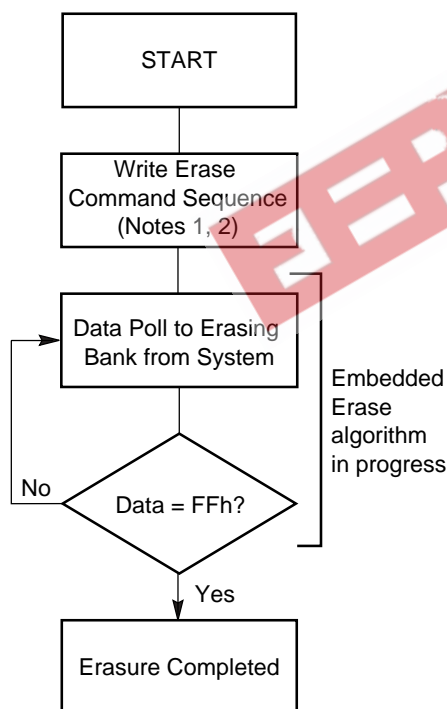 START
Write Erase
Command Sequence
(Notes 1, 2)
Data Poll to Erasing
Bank from System
Embedded
Erase
algorithm
in progress
No
Data = FFh?
Yes
Erasure Completed